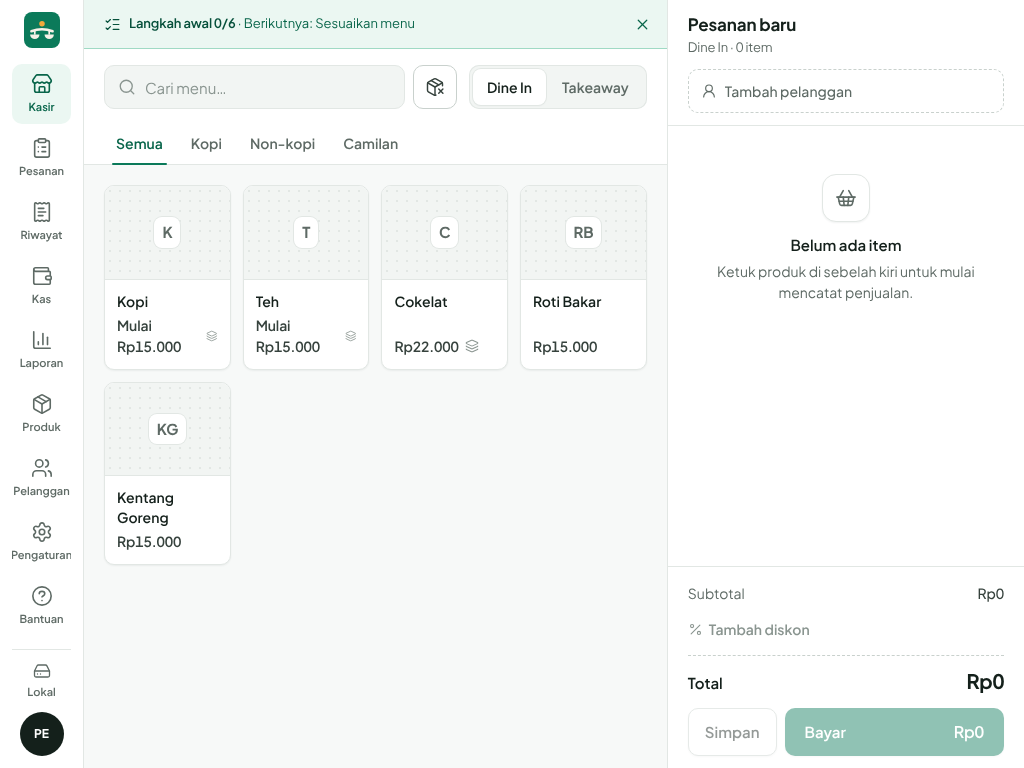 Kasir
Pesanan
Riwayat
Kas
Laporan
Produk
Pelanggan
Pengaturan
Bantuan
Lokal
PE
Langkah awal 0/6 · Berikutnya: Sesuaikan menu
Cari menu...
Dine In
Takeaway
Semua
Kopi
Non-kopi
Camilan
K
Kopi
Mulai
Rp15.000
T
Teh
Mulai
Rp15.000
C
Cokelat
Rp22.000
RB
Roti Bakar
Rp15.000
KG
Kentang
Goreng
Rp15.000
Pesanan baru
Dine In · 0 item
Tambah pelanggan
Belum ada item
Ketuk produk di sebelah kiri untuk mulai
mencatat penjualan.
Subtotal Rp0
Tambah diskon
Total Rp0
Simpan
Bayar Rp0